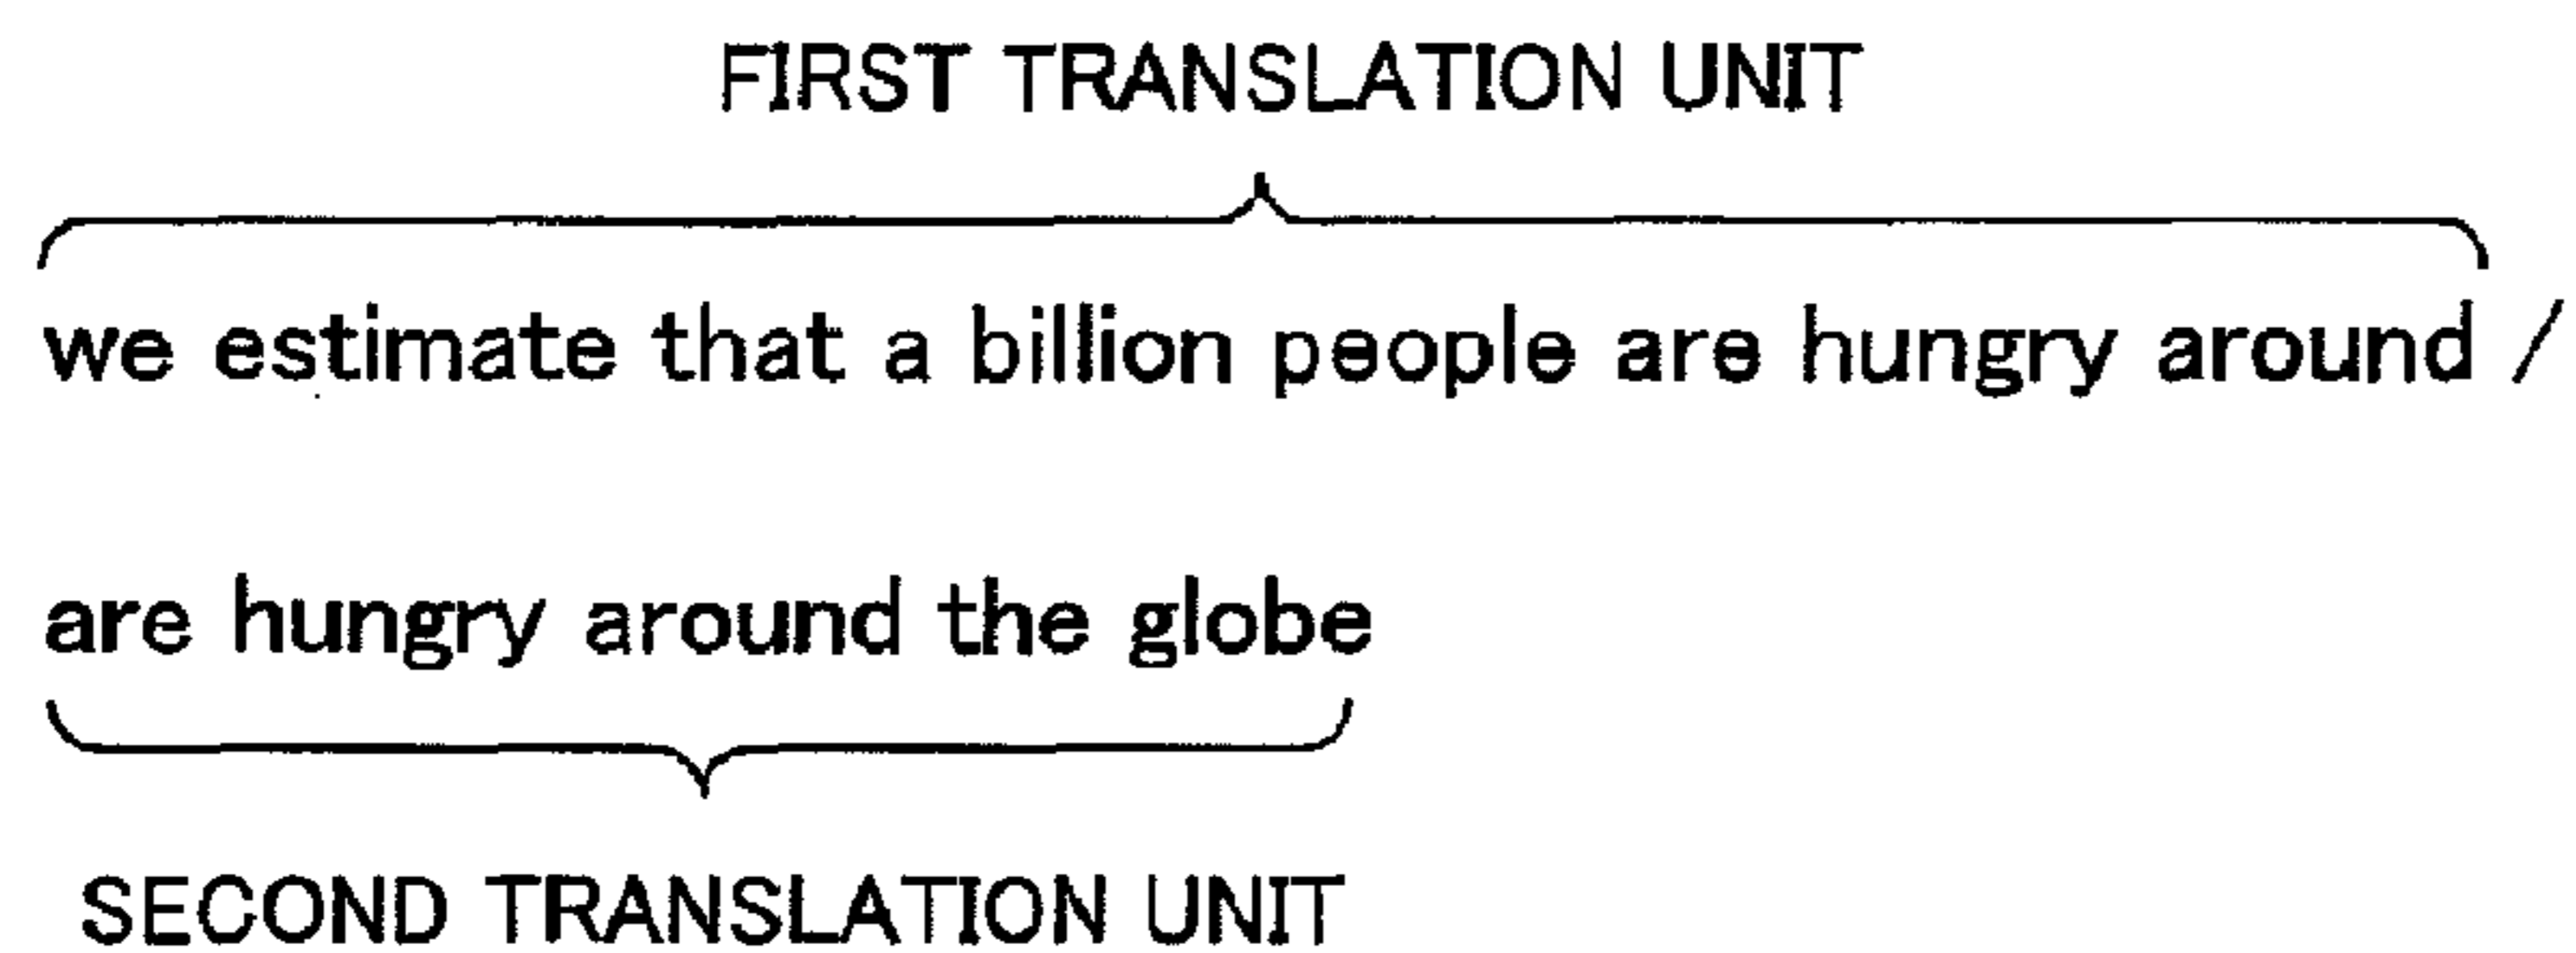 FIRST TRANSLATION UNIT
we estimate that a billion people are hungry around /
are hungry around the globe
SECOND TRANSLATION UNIT